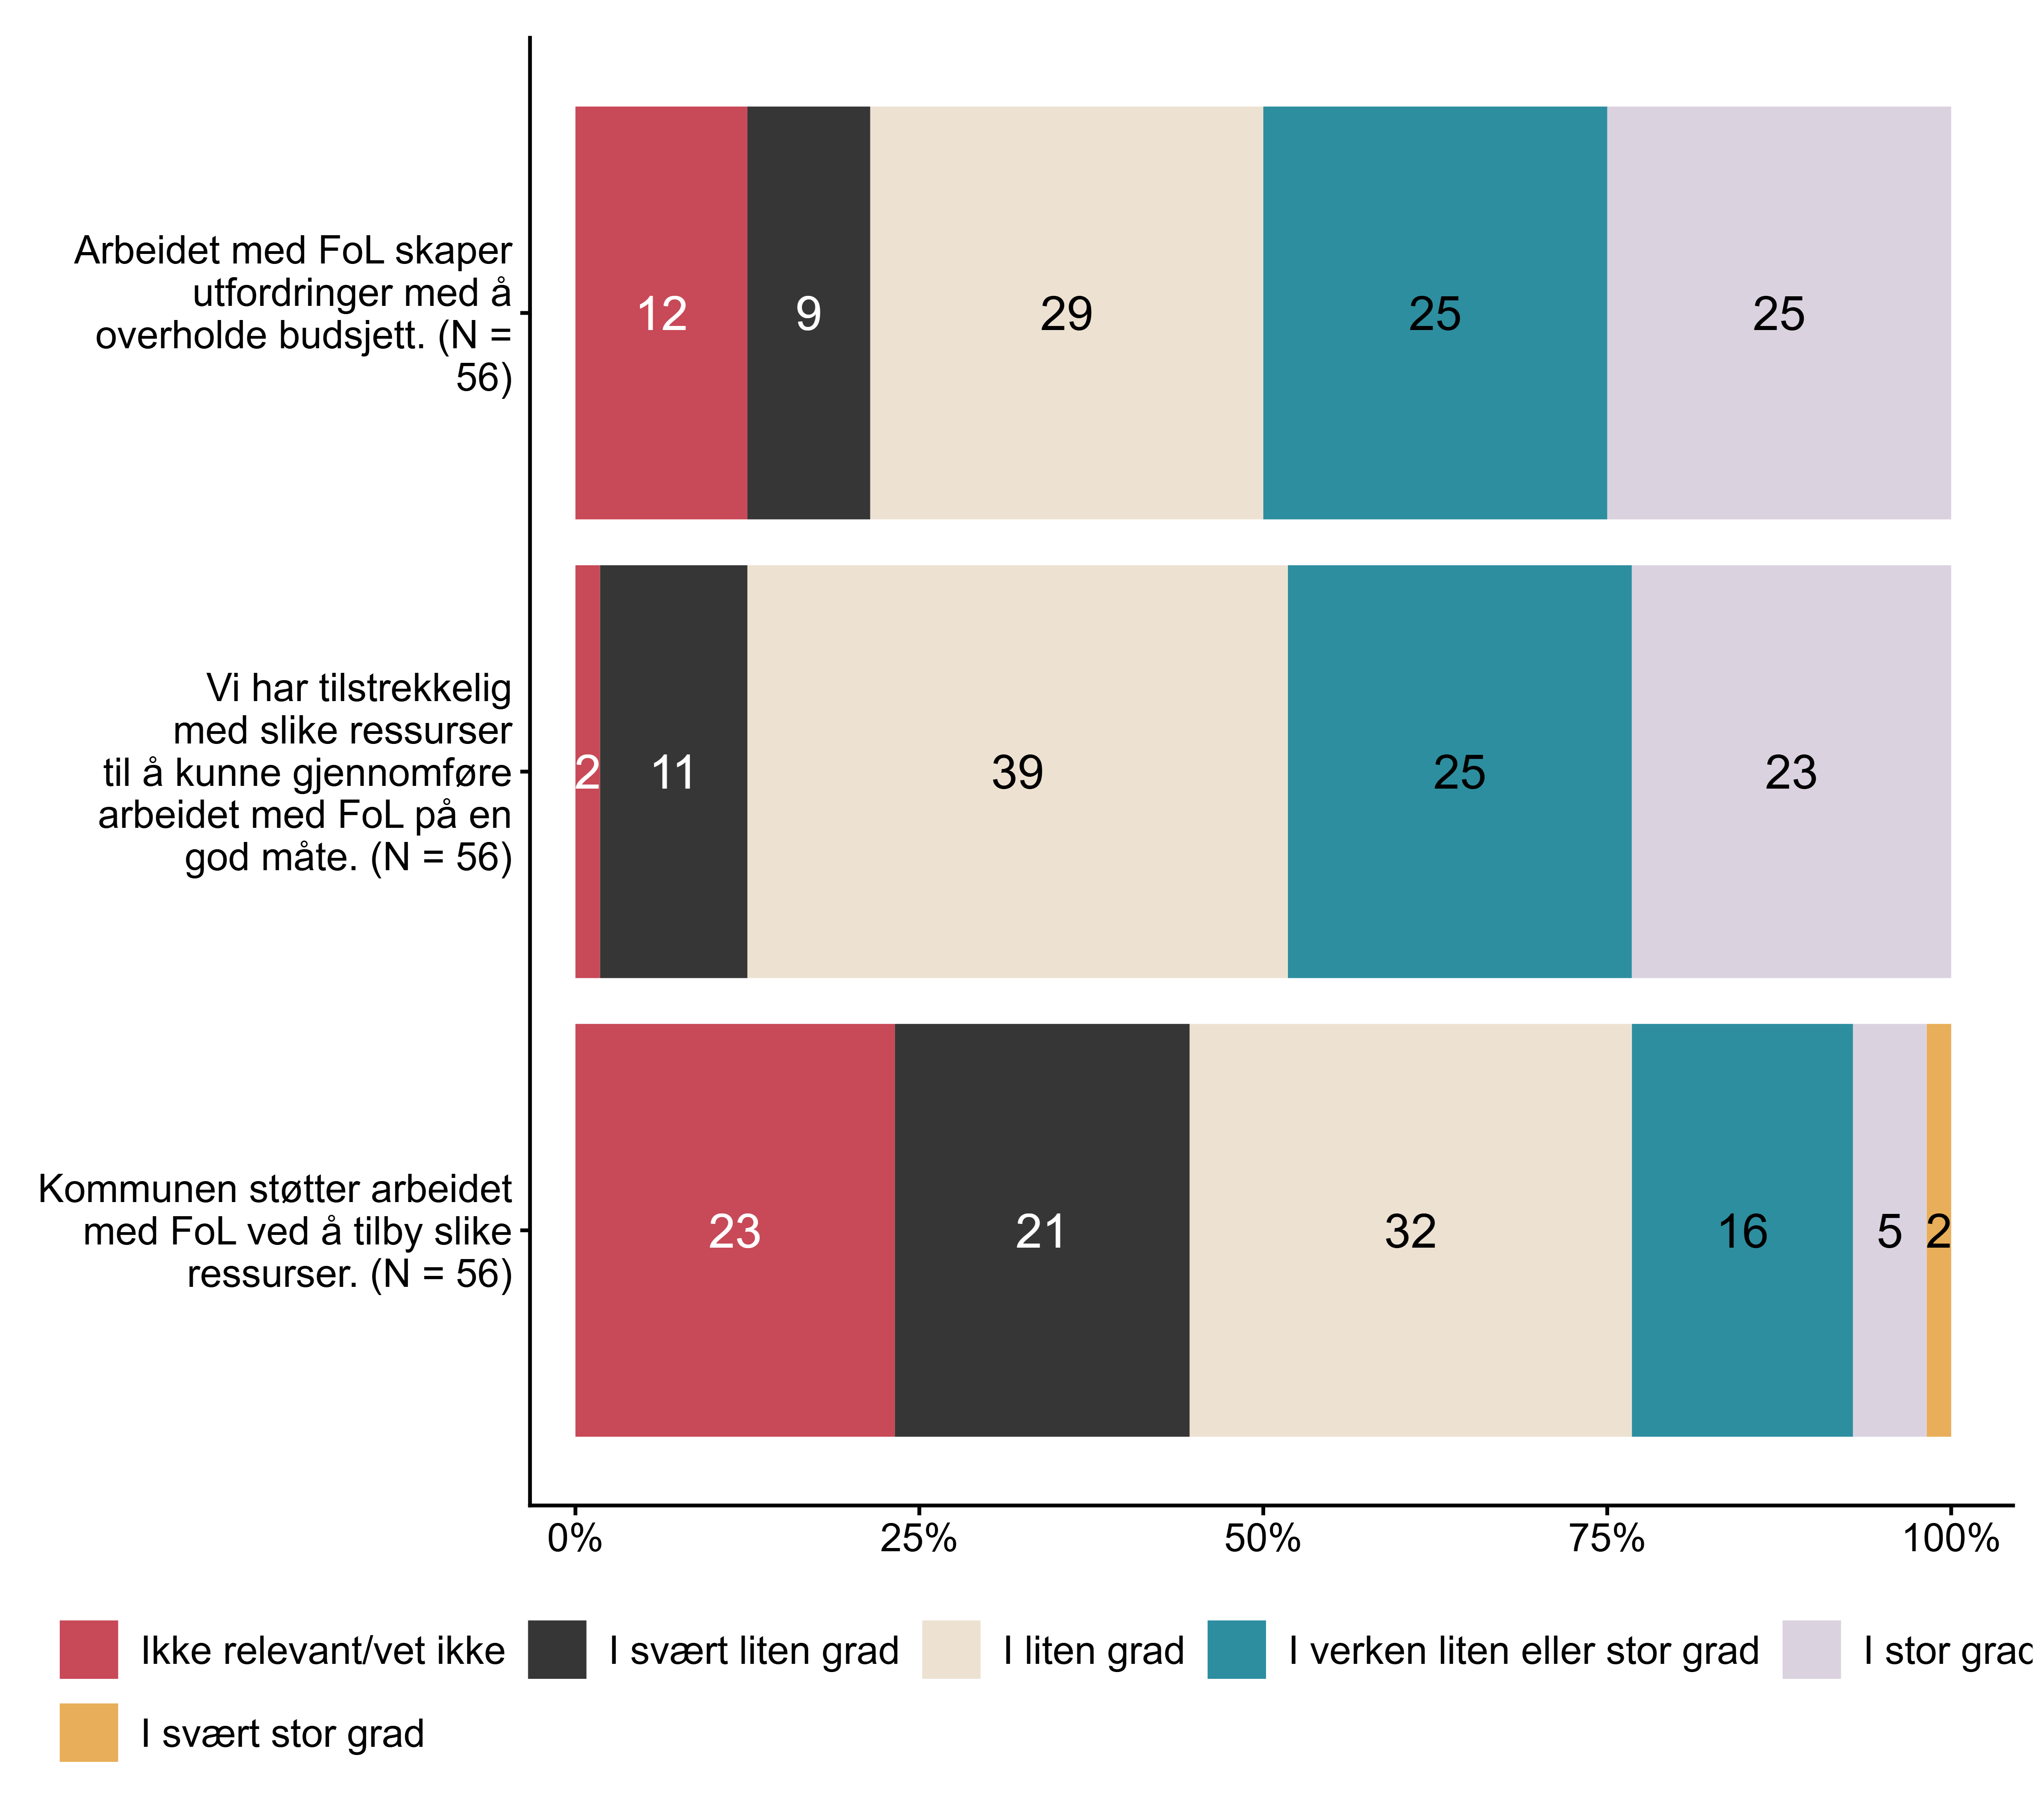 Arbeidet med FoL skaper
utfordringer med å
overholde budsjett. (N =
56)
12 9 29 25 25
Vi har tilstrekkelig
med slike ressurser
til å kunne gjennomføre
arbeidet med FoL på en
god måte. (N = 56)
2 11 39 25 23
Kommunen støtter arbeidet
med FoL ved å tilby slike
ressurser. (N = 56)
23 21 32 16 5 2
0% 25% 50% 75% 100%
Ikke relevant/vet ikke I svært liten grad I liten grad I verken liten eller stor grad I stor grad
I svært stor grad